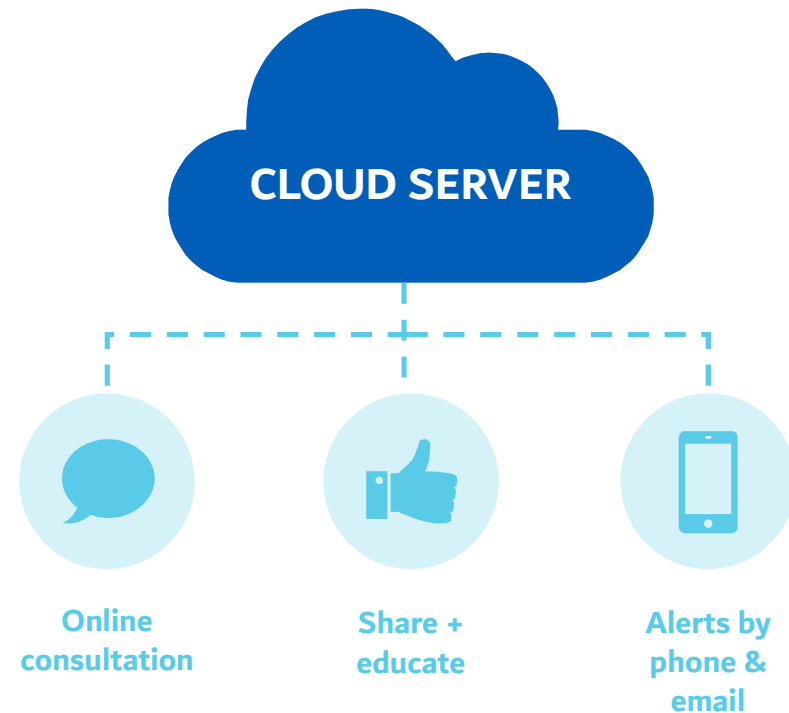 CLOUD SERVER
Online
consultation
Share +
educate
Alerts by
phone &
email